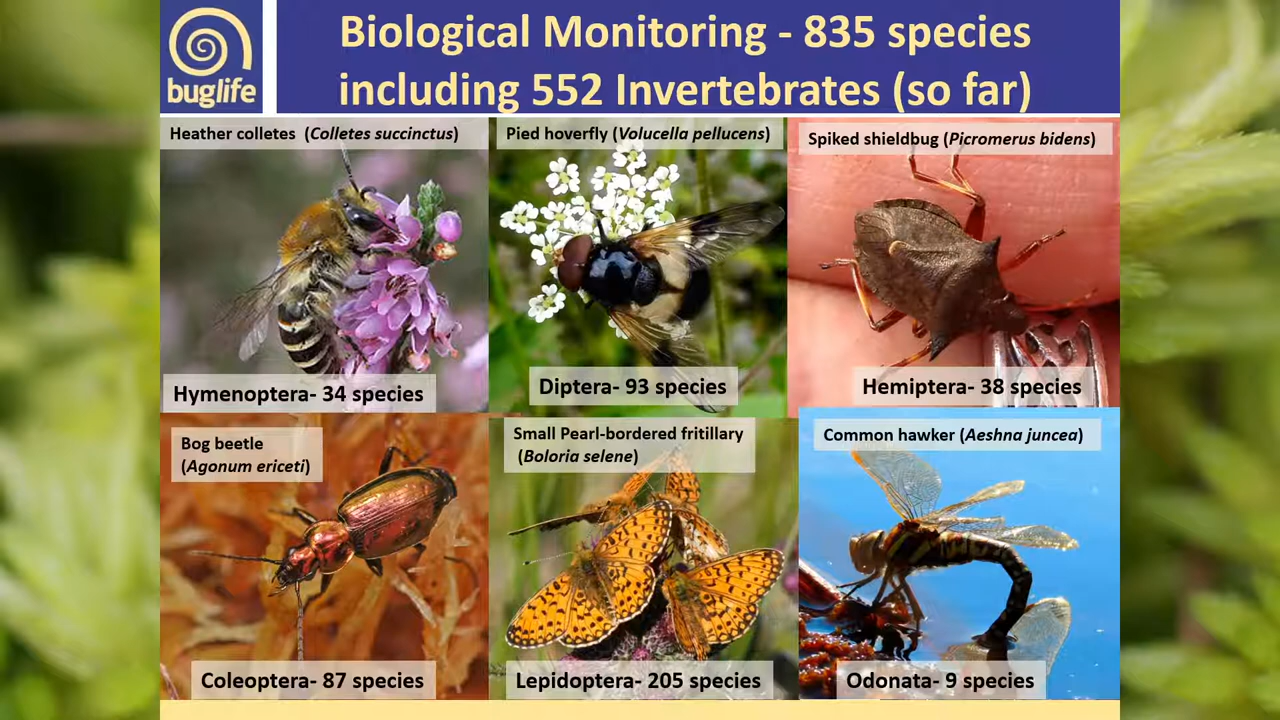 buglife
Biological Monitoring - 835 species
including 552 Invertebrates (so far)
Heather colletes (Colletes succinctus)
Hymenoptera- 34 species
Pied hoverfly (Volucella pellucens)
Diptera- 93 species
Spiked shieldbug (Picromerus bidens)
Hemiptera- 38 species
Bog beetle
(Agonum ericeti)
Coleoptera- 87 species
Small Pearl-bordered fritillary
(Boloria selene)
Lepidoptera- 205 species
Common hawker (Aeshna juncea)
Odonata- 9 species